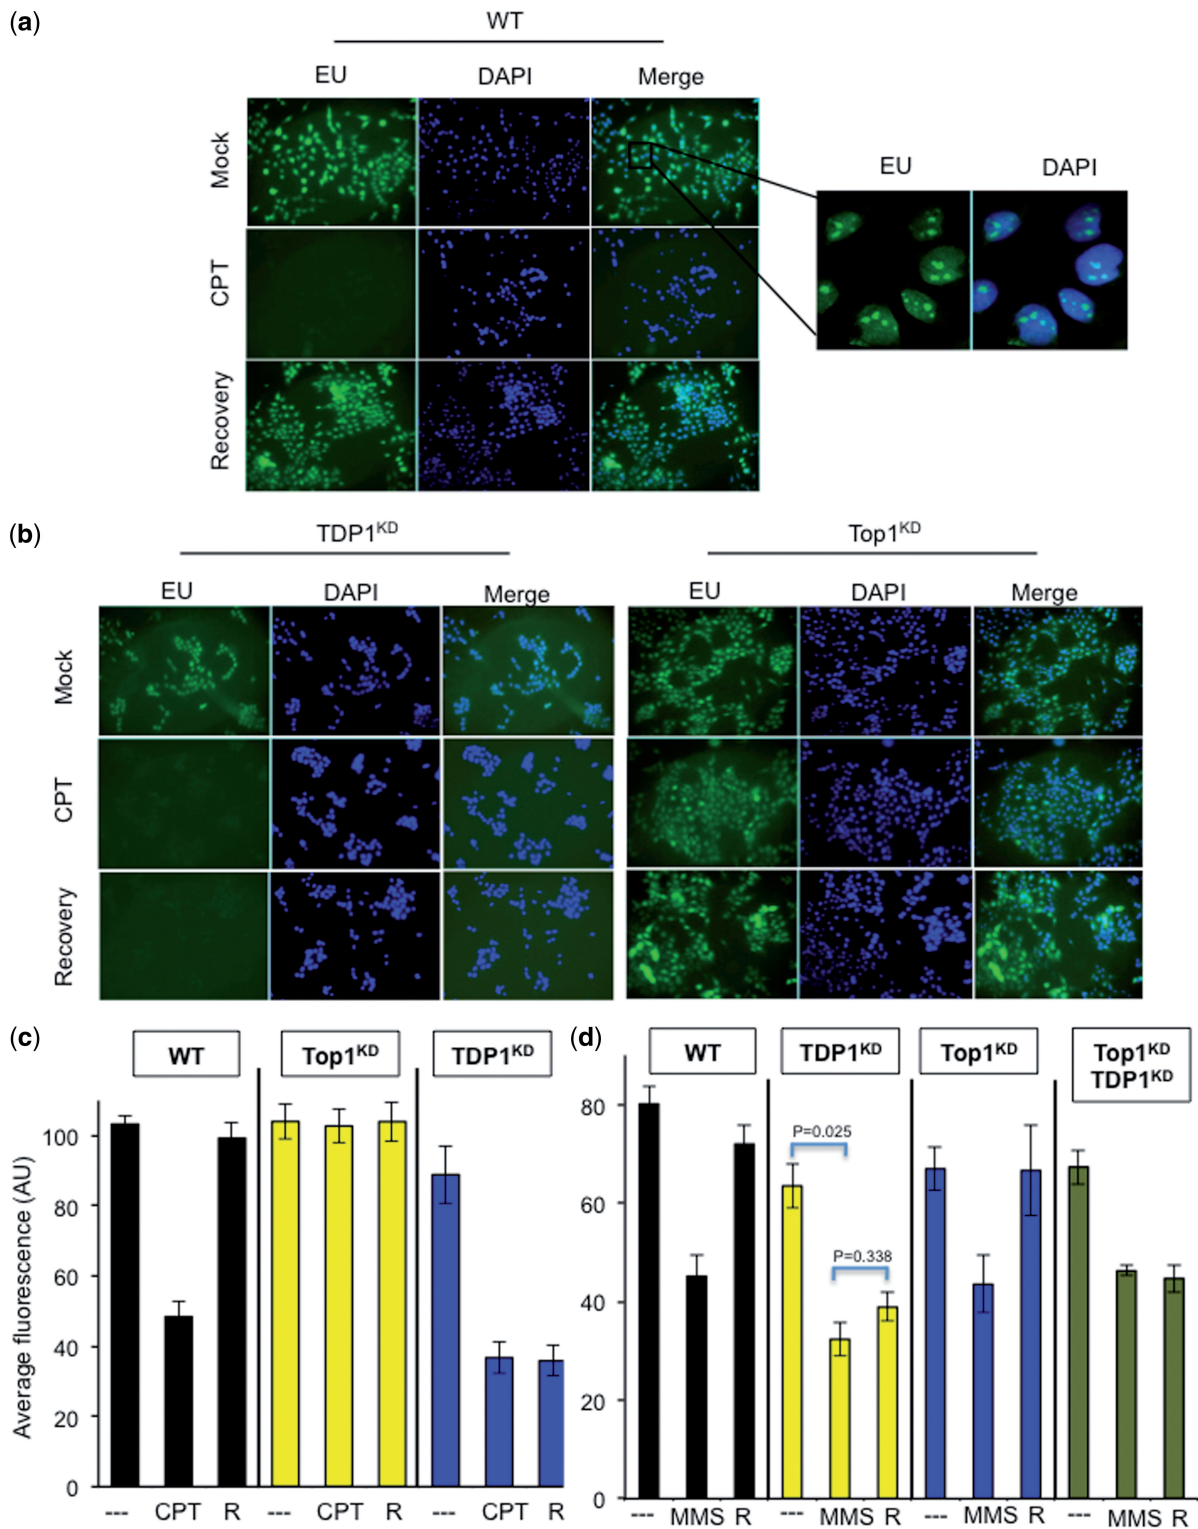 (a)
WT
EU DAPI Merge
Mock
CPT
Recovery
EU DAPI
(b)
TDP1KD Top1KD
EU DAPI Merge EU DAPI Merge
Mock
CPT
Recovery
(c)
WT Top1KD TDP1KD
Average fluorescence (AU)
100
80
60
40
20
0
--- CPT R --- CPT R --- CPT R
(d)
WT TDP1KD Top1KD Top1KD
TDP1KD
80
60
40
20
0
P=0.025
P=0.338
--- MMS R --- MMS R --- MMS R --- MMS R